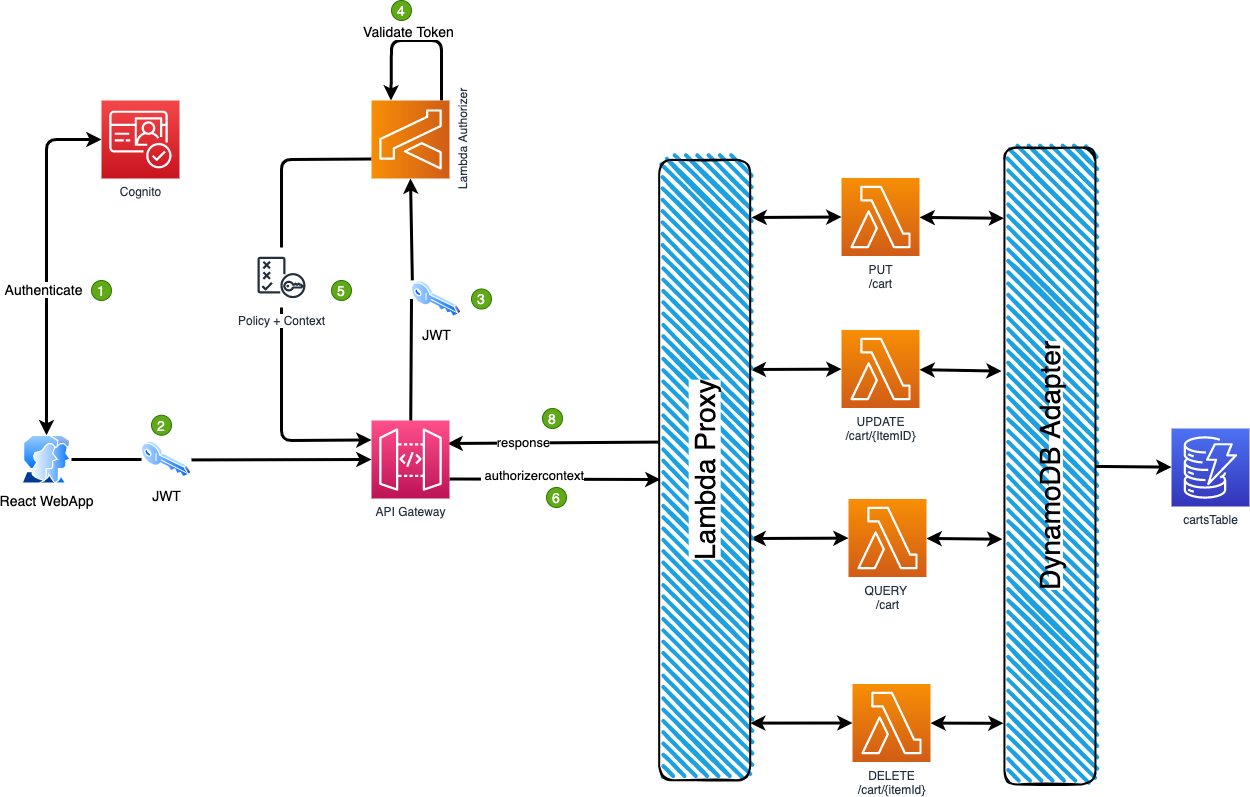 4
Validate Token
Lambda Authorizer
Cognito
Authenticate
1
Policy + Context
5
3
JWT
2
JWT
React WebApp
API Gateway
8
response
authorizercontext
6
Lambda Proxy
PUT
/cart
UPDATE
/cart/{ItemID}
QUERY
/cart
DELETE
/cart/{itemId}
DynamoDB Adapter
cartsTable